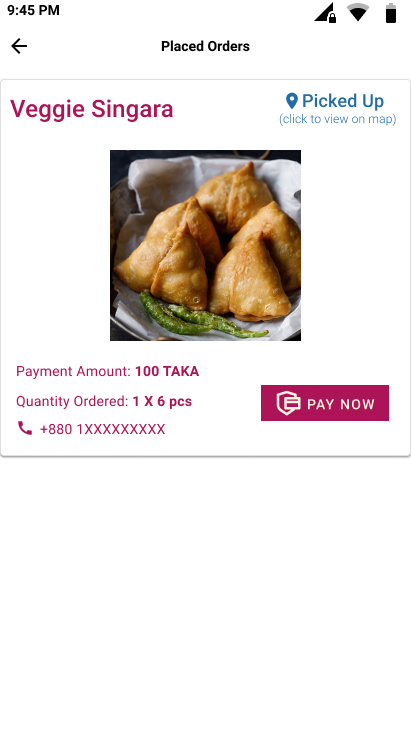 9:45 PM
Placed Orders
Veggie Singara
Picked Up
(click to view on map)
Payment Amount: 100 TAKA
Quantity Ordered: 1 X 6 pcs
PAY NOW
+880 1XXXXXXXXX